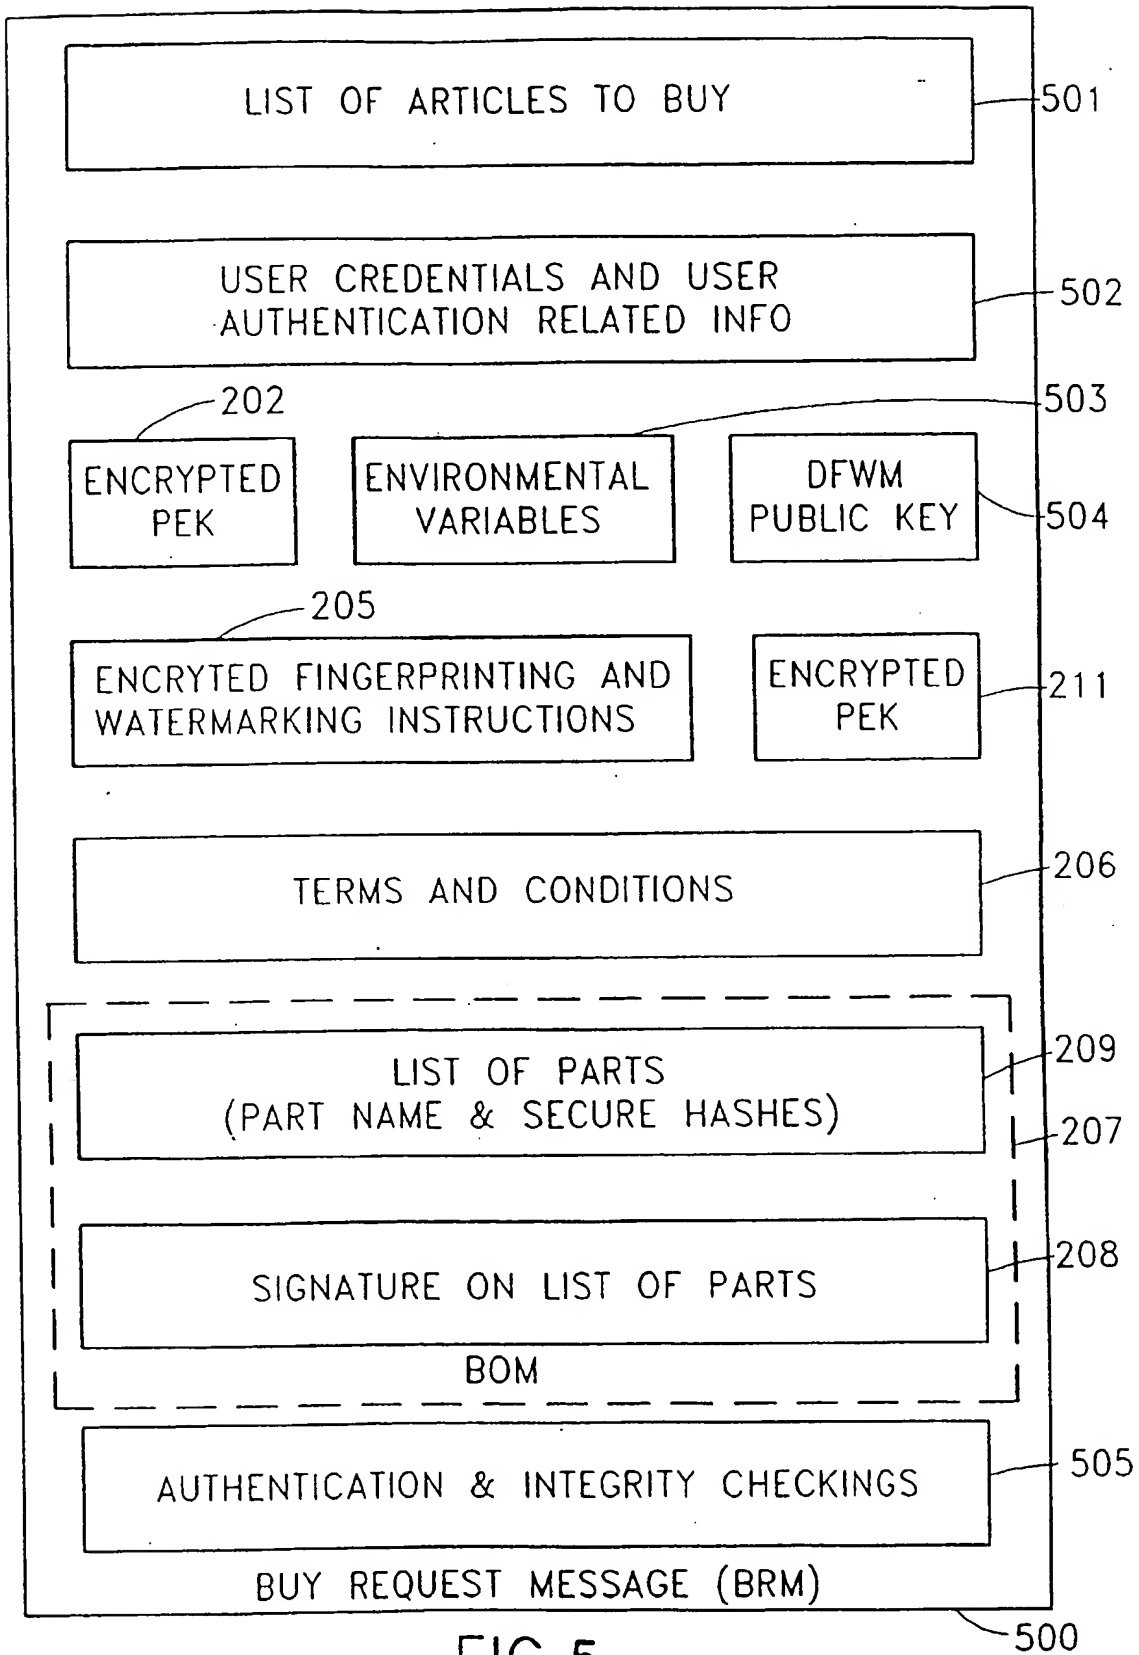 LIST OF ARTICLES TO BUY
501
USER CREDENTIALS AND USER
AUTHENTICATION RELATED INFO
502
202
503
ENCRYPTED
PEK
ENVIRONMENTAL
VARIABLES
DFWM
PUBLIC KEY
504
205
ENCRYTED FINGERPRINTING AND
WATERMARKING INSTRUCTIONS
ENCRYPTED
PEK
211
TERMS AND CONDITIONS
206
LIST OF PARTS
(PART NAME & SECURE HASHES)
209
207
SIGNATURE ON LIST OF PARTS
208
BOM
AUTHENTICATION & INTEGRITY CHECKINGS
505
BUY REQUEST MESSAGE (BRM)
500
FIG.5